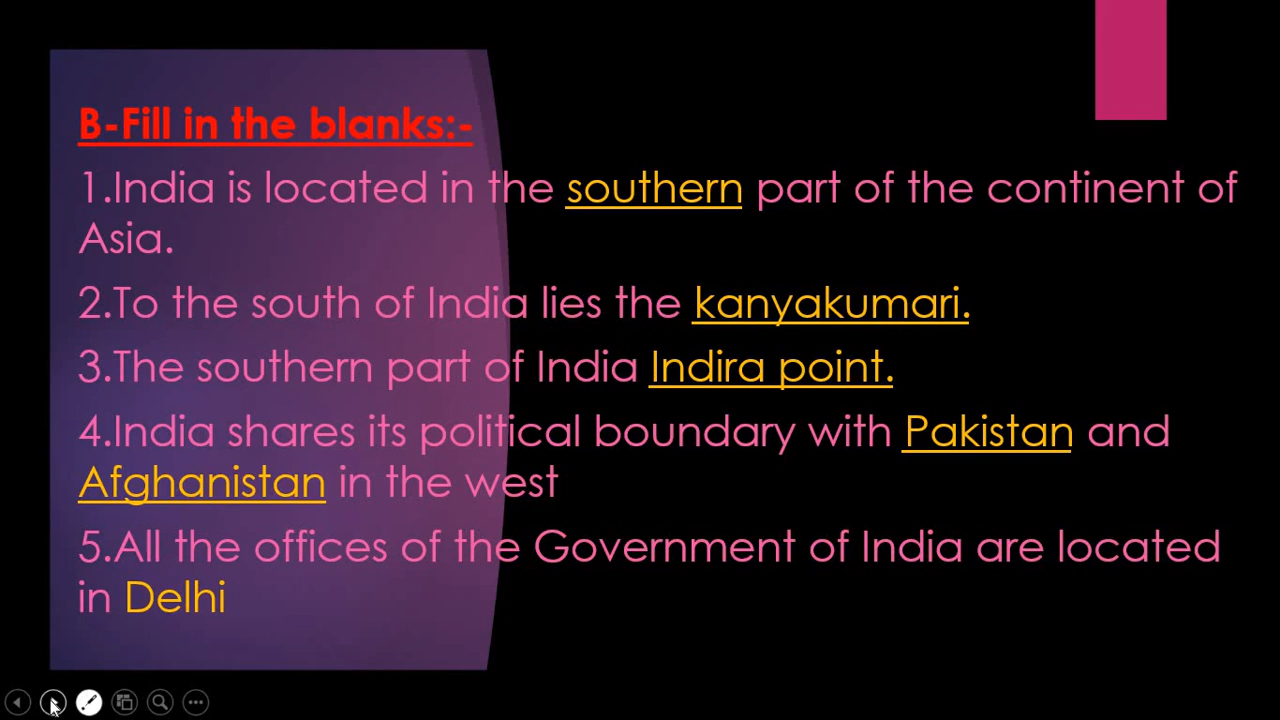 B-Fill in the blanks:-
1.India is located in the southern part of the continent of
Asia.
2.To the south of India lies the kanyakumari.
3.The southern part of India Indira point.
4.India shares its political boundary with Pakistan and
Afghanistan in the west
5.All the offices of the Government of India are located
in Delhi